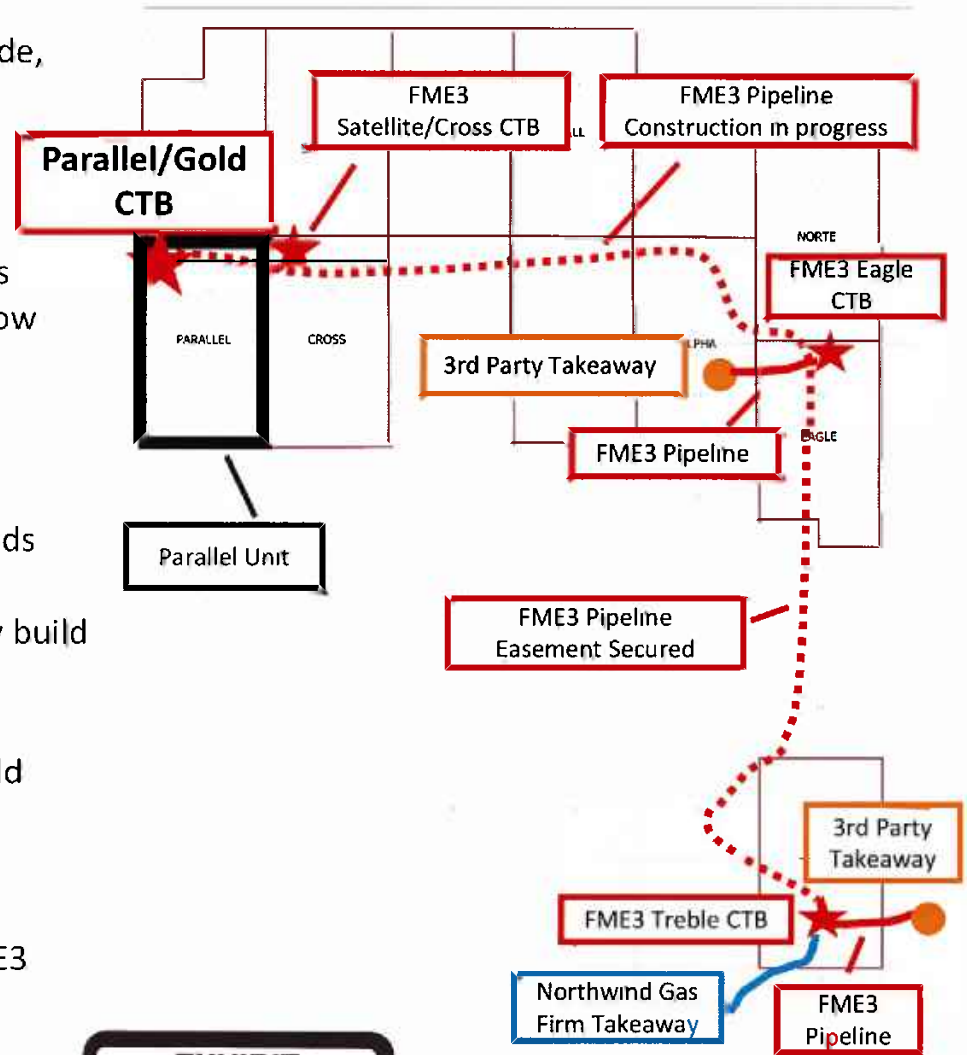 de,
FME3
Satellite/Cross CTB
FME3 Pipeline
Construction in progress
ALL
Parallel/Gold
CTB
NORTE
FME3 Eagle
CTB
s
ow
PARALLEL
CROSS
3rd Party Takeaway
LPHA
FME3 Pipeline
EAGLE
ds
Parallel Unit
build
FME3 Pipeline
Easement Secured
ld
3rd Party
Takeaway
FME3 Treble CTB
E3
Northwind Gas
Firm Takeaway
FME3
Pipeline